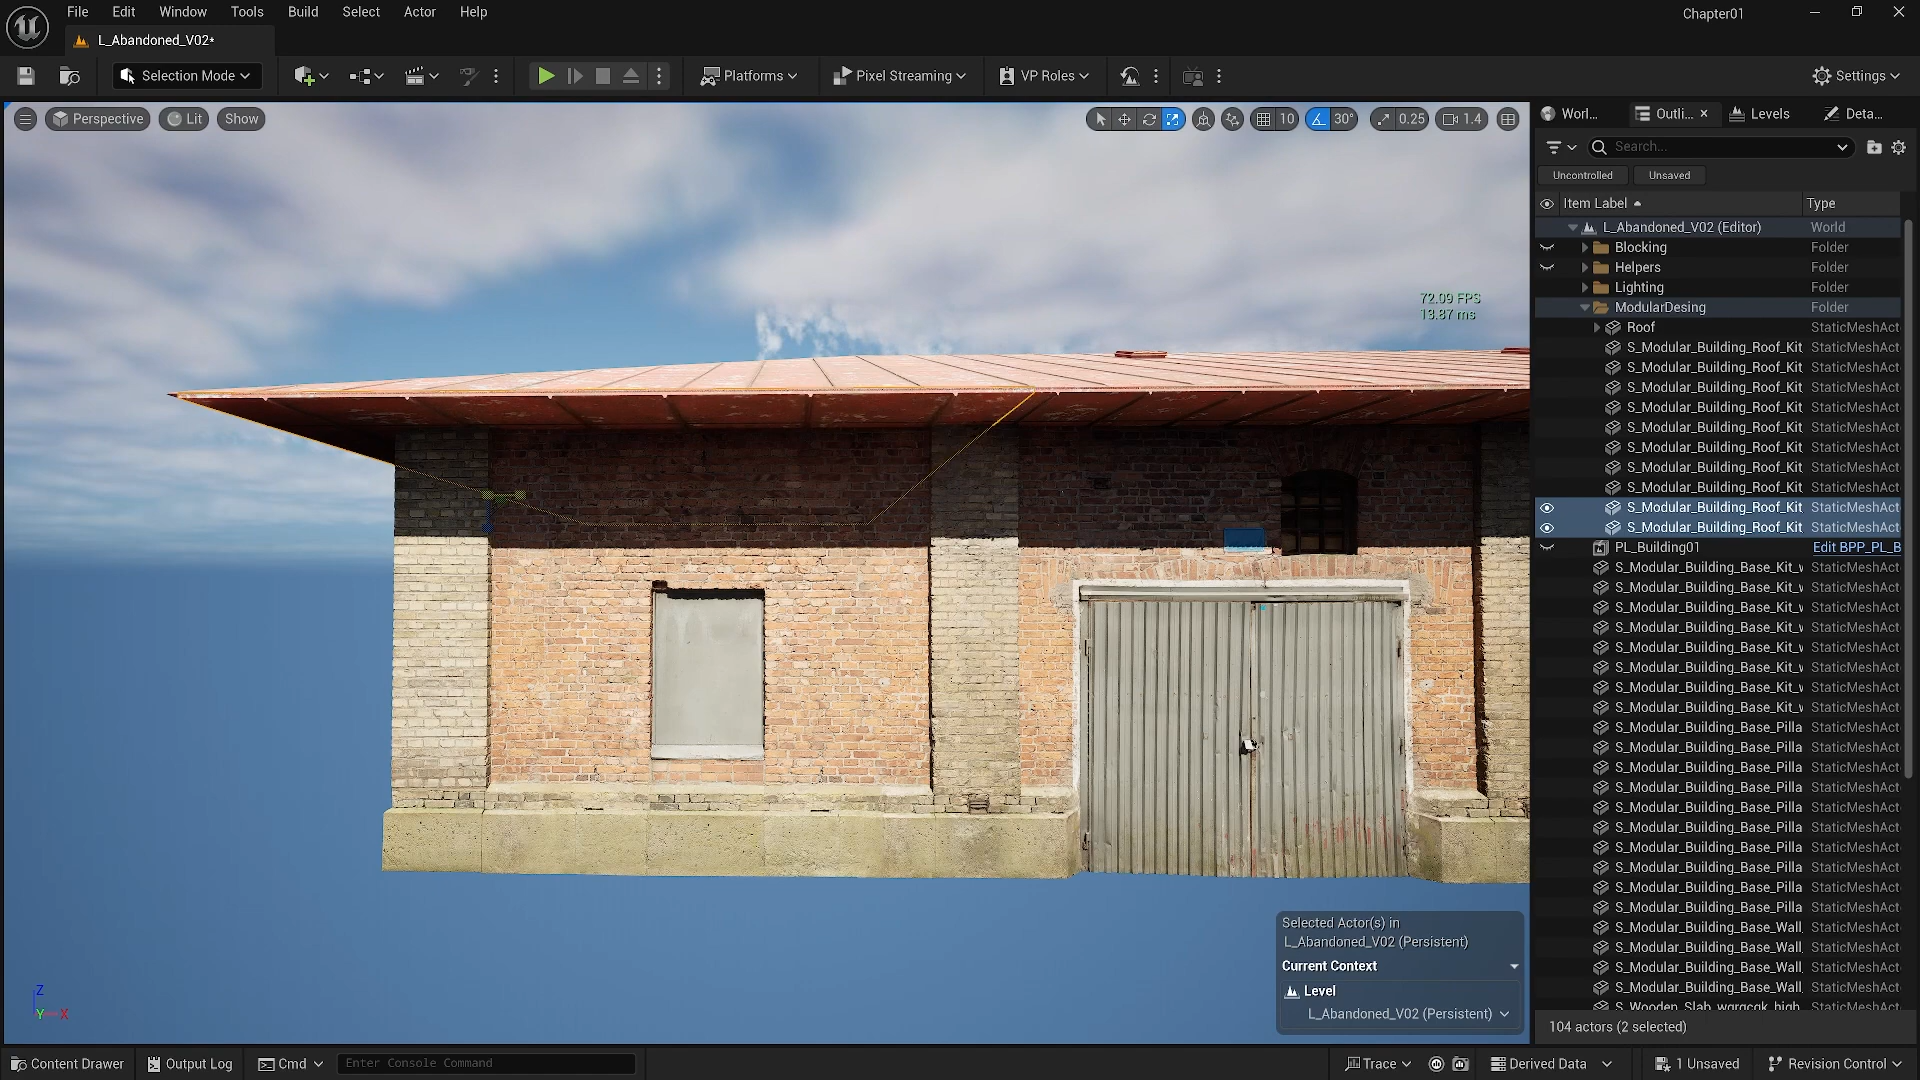 File Edit Window Tools Build Select Actor Help
Chapter01
L_Abandoned_V02*
Selection Mode
Platforms
Pixel Streaming
VP Roles
Settings
Perspective Lit Show
10 30° 0.25 1.4
72.09 FPS
13.87 ms
Worl... Outli... Levels Deta...
Search...
Uncontrolled Unsaved
Item Label Type
L_Abandoned_V02 (Editor) World
Blocking Folder
Helpers Folder
Lighting Folder
ModularDesing Folder
Roof StaticMeshAct
S_Modular_Building_Roof_Kit StaticMeshAct
S_Modular_Building_Roof_Kit StaticMeshAct
S_Modular_Building_Roof_Kit StaticMeshAct
S_Modular_Building_Roof_Kit StaticMeshAct
S_Modular_Building_Roof_Kit StaticMeshAct
S_Modular_Building_Roof_Kit StaticMeshAct
S_Modular_Building_Roof_Kit StaticMeshAct
S_Modular_Building_Roof_Kit StaticMeshAct
S_Modular_Building_Roof_Kit StaticMeshAct
S_Modular_Building_Roof_Kit StaticMeshAct
PL_Building01 Edit BPP_PL_B
S_Modular_Building_Base_Kit_v StaticMeshAct
S_Modular_Building_Base_Kit_v StaticMeshAct
S_Modular_Building_Base_Kit_v StaticMeshAct
S_Modular_Building_Base_Kit_v StaticMeshAct
S_Modular_Building_Base_Kit_v StaticMeshAct
S_Modular_Building_Base_Kit_v StaticMeshAct
S_Modular_Building_Base_Kit_v StaticMeshAct
S_Modular_Building_Base_Kit_v StaticMeshAct
S_Modular_Building_Base_Pilla StaticMeshAct
S_Modular_Building_Base_Pilla StaticMeshAct
S_Modular_Building_Base_Pilla StaticMeshAct
S_Modular_Building_Base_Pilla StaticMeshAct
S_Modular_Building_Base_Pilla StaticMeshAct
S_Modular_Building_Base_Pilla StaticMeshAct
S_Modular_Building_Base_Pilla StaticMeshAct
S_Modular_Building_Base_Pilla StaticMeshAct
S_Modular_Building_Base_Pilla StaticMeshAct
S_Modular_Building_Base_Pilla StaticMeshAct
S_Modular_Building_Base_Wall_ StaticMeshAct
S_Modular_Building_Base_Wall_ StaticMeshAct
S_Modular_Building_Base_Wall_ StaticMeshAct
S_Modular_Building_Base_Wall_ StaticMeshAct
S_Wooden_Slab_wgrgcgk_high StaticMeshAct
104 actors (2 selected)
Selected Actor(s) in
L_Abandoned_V02 (Persistent)
Current Context
Level
L_Abandoned_V02 (Persistent)
Z
Y X
Content Drawer Output Log Cmd Enter Console Command Trace Derived Data 1 Unsaved Revision Control